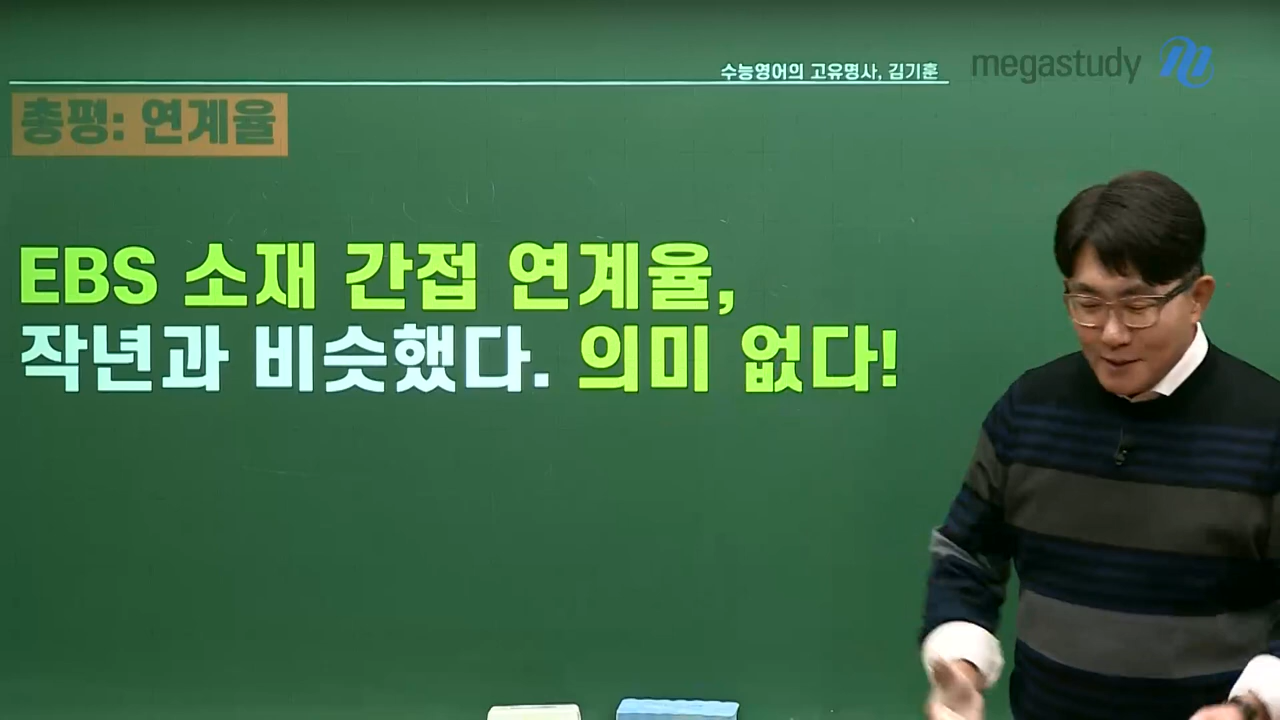 수능영어의 고유명사, 김기훈
megastudy
총평: 연계율
EBS 소재 간접 연계율,
작년과 비슷했다. 의미 없다!